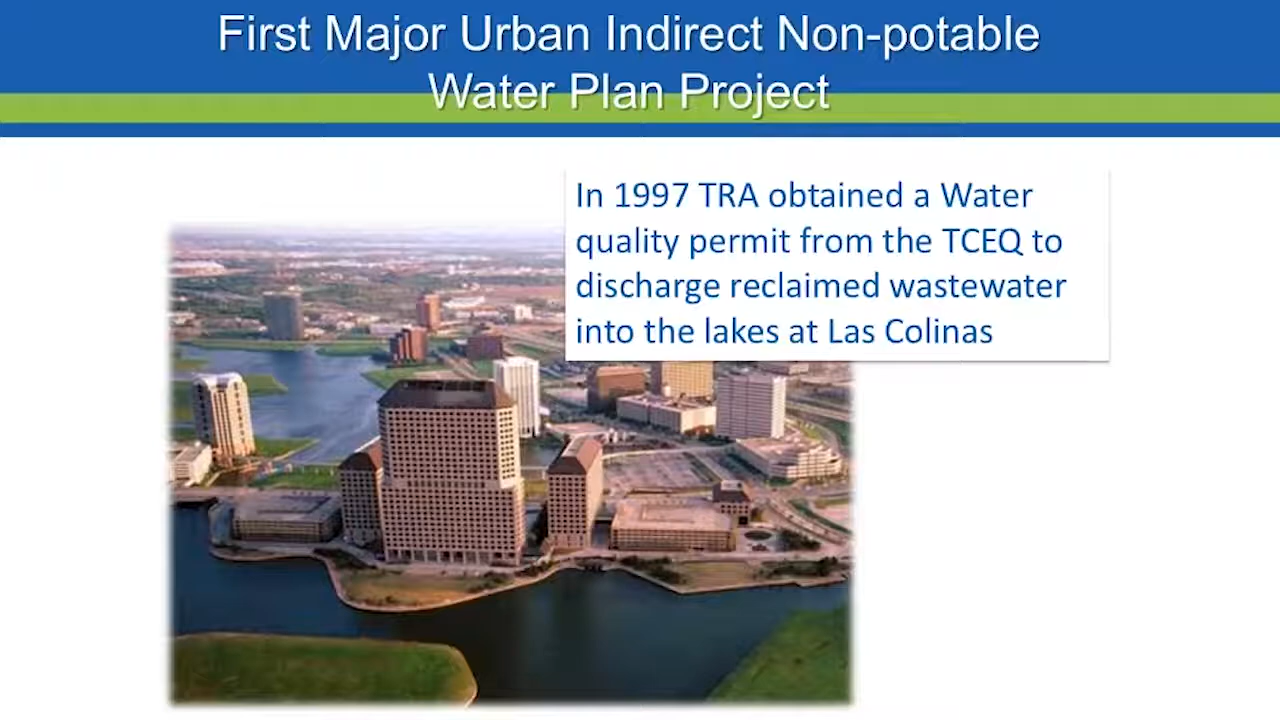 First Major Urban Indirect Non-potable
Water Plan Project
In 1997 TRA obtained a Water
quality permit from the TCEQ to
discharge reclaimed wastewater
into the lakes at Las Colinas